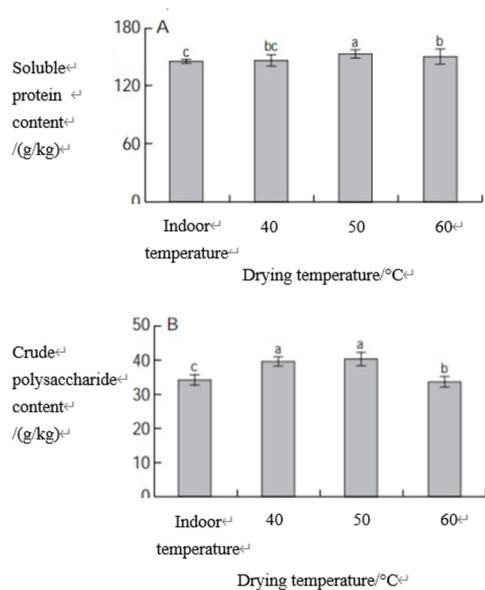 A
Soluble↵
protein ↵
content↵
/(g/kg)↵
180
120
60
0
c
bc
a
b
Indoor↵
temperature↵
40
50
60↵
Drying temperature/°C↵
B
Crude↵
polysaccharide↵
content↵
/(g/kg)↵
50
40
30
20
10
0
c
a
a
b
Indoor↵
temperature↵
40
50
60↵
Drying temperature/°C↵